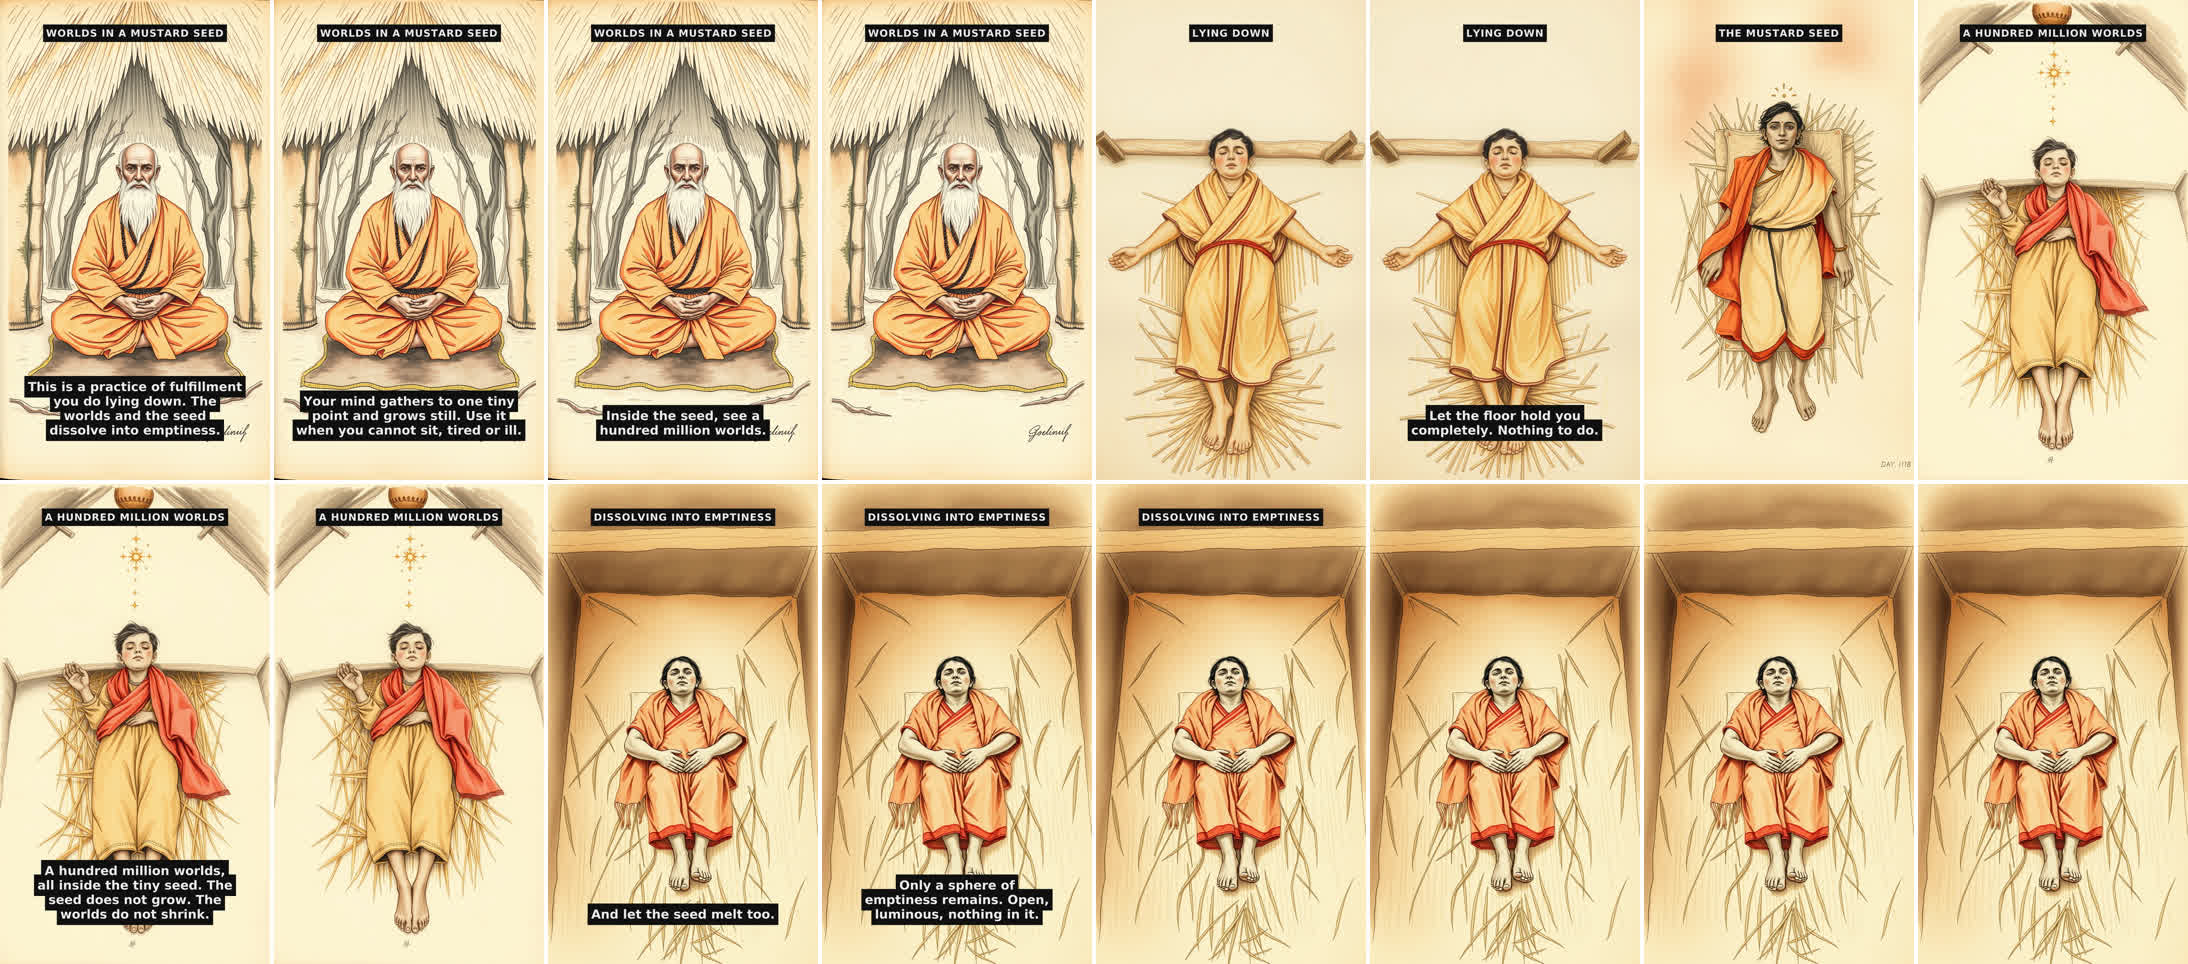 WORLDS IN A MUSTARD SEED
This is a practice of fulfillment
you do lying down. The
worlds and the seed
dissolve into emptiness.
WORLDS IN A MUSTARD SEED
Your mind gathers to one tiny
point and grows still. Use it
when you cannot sit, tired or ill.
WORLDS IN A MUSTARD SEED
Inside the seed, see a
hundred million worlds.
WORLDS IN A MUSTARD SEED
LYING DOWN
LYING DOWN
Let the floor hold you
completely. Nothing to do.
THE MUSTARD SEED
A HUNDRED MILLION WORLDS
A HUNDRED MILLION WORLDS
A hundred million worlds,
all inside the tiny seed. The
seed does not grow. The
worlds do not shrink.
A HUNDRED MILLION WORLDS
DISSOLVING INTO EMPTINESS
And let the seed melt too.
DISSOLVING INTO EMPTINESS
Only a sphere of
emptiness remains. Open,
luminous, nothing in it.
DISSOLVING INTO EMPTINESS